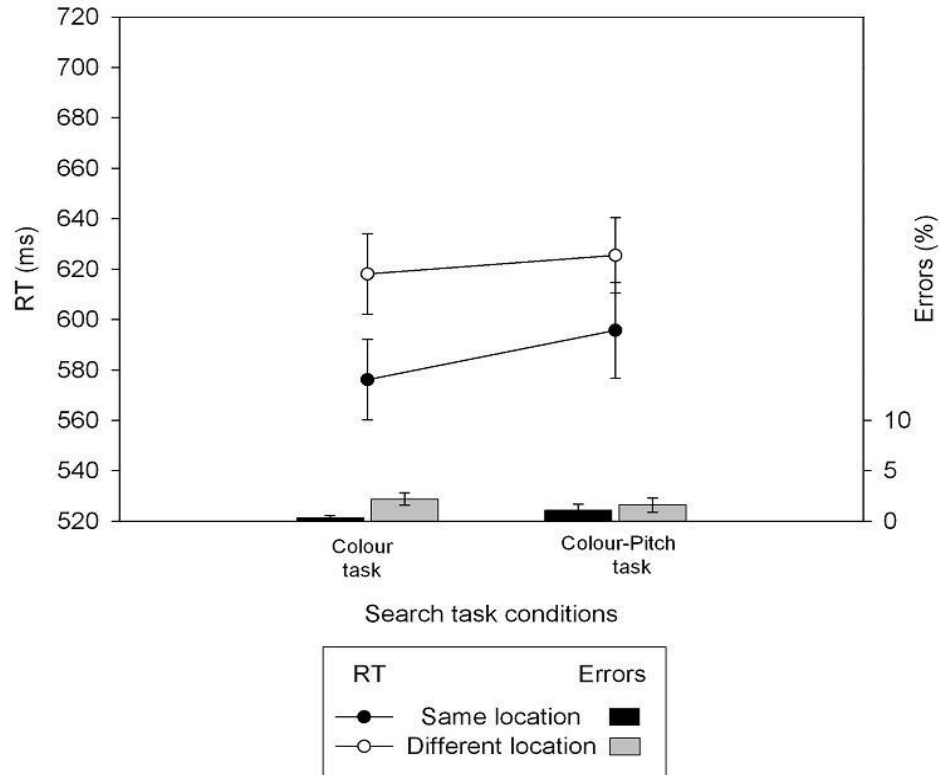 720
700
680
660
640
620
600
580
560
540
520
RT (ms)
10
5
0
Errors (%)
Colour
task
Colour-Pitch
task
Search task conditions
RT Errors
Same location
Different location